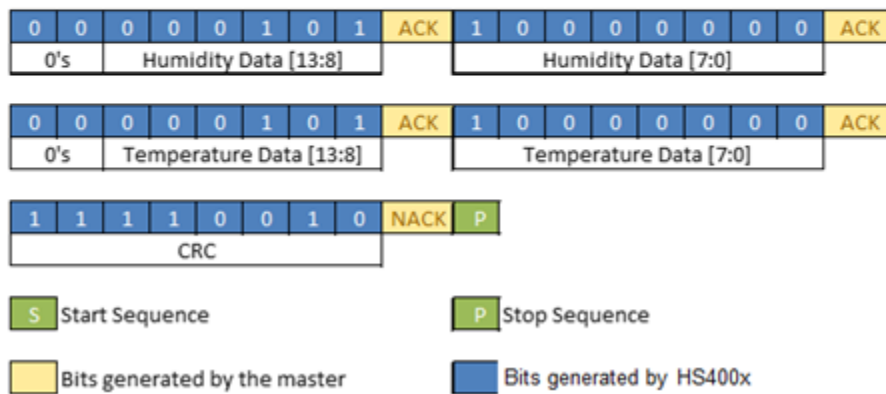 0 0 0 0 0 1 0 1 ACK 1 0 0 0 0 0 0 0 ACK
0's Humidity Data [13:8] Humidity Data [7:0]
0 0 0 0 0 1 0 1 ACK 1 0 0 0 0 0 0 0 ACK
0's Temperature Data [13:8] Temperature Data [7:0]
1 1 1 1 0 0 1 0 NACK P
CRC
S Start Sequence P Stop Sequence
Bits generated by the master Bits generated by HS400x